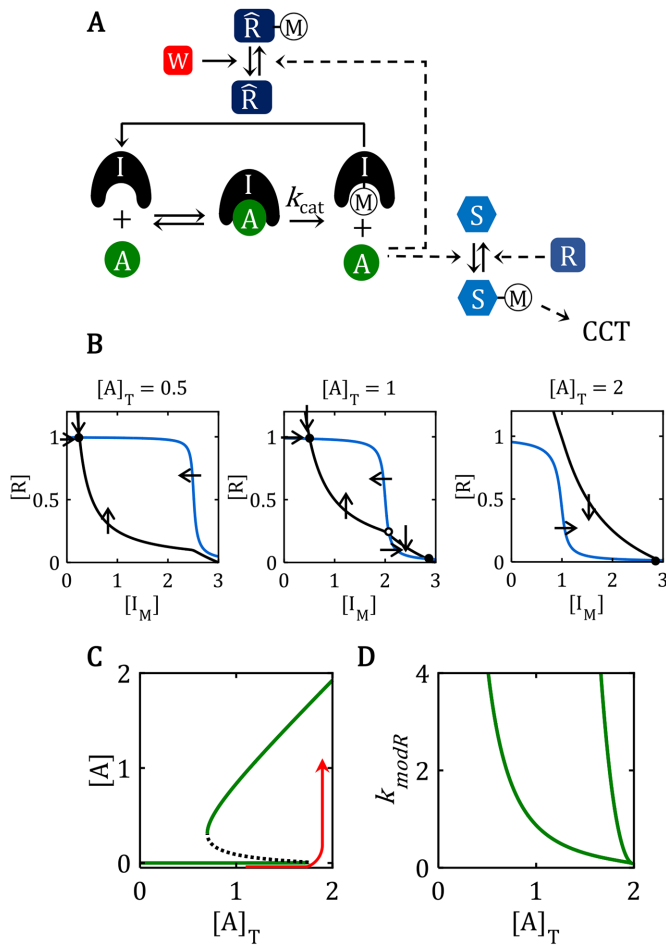 A
R̂ M
W
R̂
I I I
k_cat
M
+ A +
A A
S R
S M
CCT
B
[A]_T = 0.5 [A]_T = 1 [A]_T = 2
[R] [R] [R]
1 1 1
0.5 0.5 0.5
0 0 0
0 1 2 3 0 1 2 3 0 1 2 3
[I_M] [I_M] [I_M]
C D
2 4
[A] 1 k_modR 2
0 0
0 1 2 0 1 2
[A]_T [A]_T